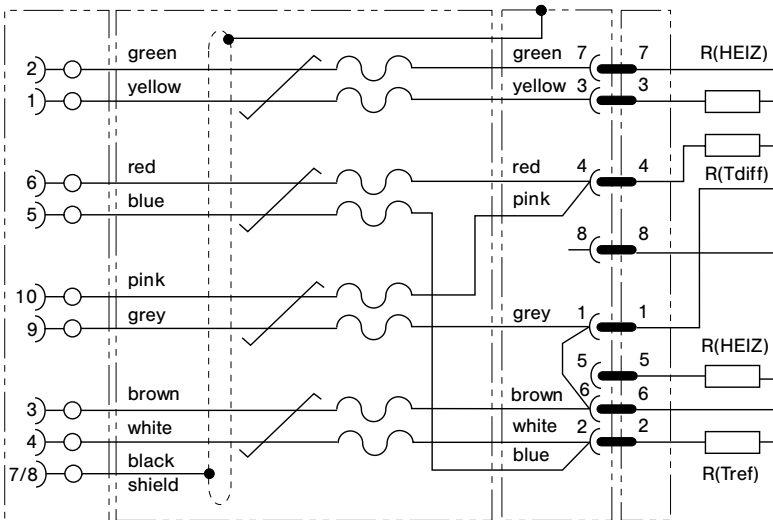 green green 7 7 R(HEIZ)
2
yellow yellow 3 3
1
red red 4 4
6 R(Tdiff)
blue pink
5
8 8
pink
10
grey grey 1 1
9
R(HEIZ)
5 5
brown brown 6 6
3
white white 2 2
4
black blue
7/8
shield R(Tref)